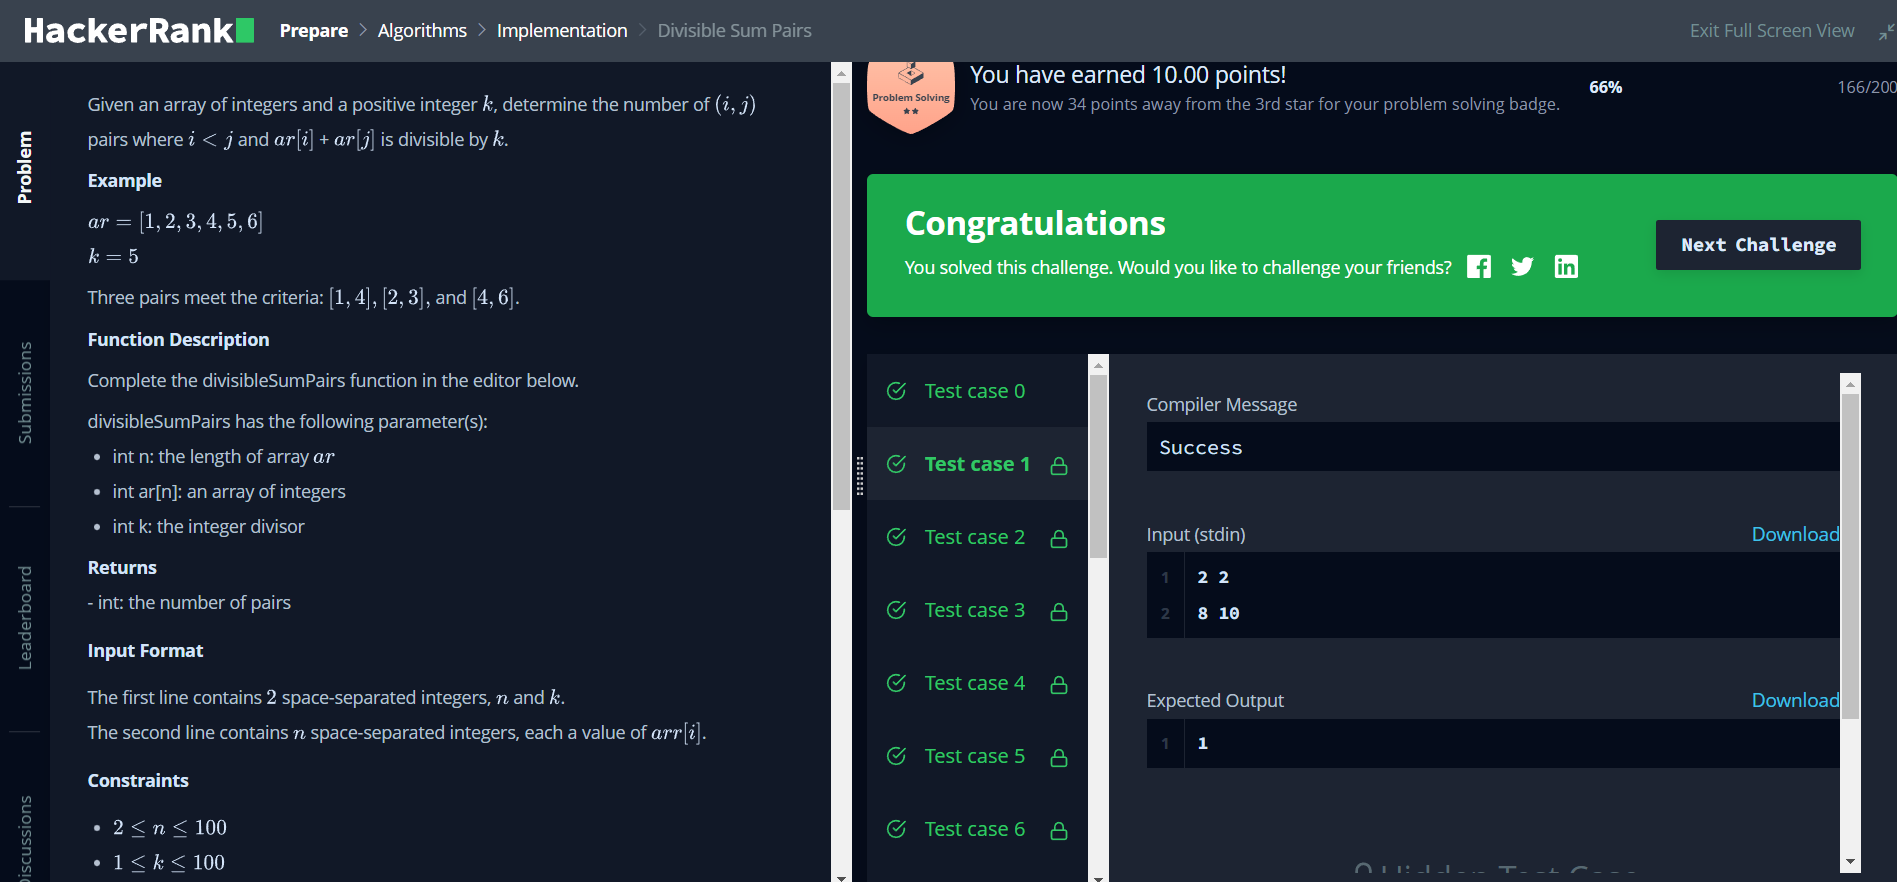 HackerRank
Prepare > Algorithms > Implementation > Divisible Sum Pairs
Exit Full Screen View
Problem
Submissions
Leaderboard
Discussions
Given an array of integers and a positive integer k, determine the number of (i, j)
pairs where i < j and ar[i] + ar[j] is divisible by k.
Example
ar = [1, 2, 3, 4, 5, 6]
k = 5
Three pairs meet the criteria: [1, 4], [2, 3], and [4, 6].
Function Description
Complete the divisibleSumPairs function in the editor below.
divisibleSumPairs has the following parameter(s):
• int n: the length of array ar
• int ar[n]: an array of integers
• int k: the integer divisor
Returns
- int: the number of pairs
Input Format
The first line contains 2 space-separated integers, n and k.
The second line contains n space-separated integers, each a value of arr[i].
Constraints
• 2 ≤ n ≤ 100
• 1 ≤ k ≤ 100
Problem Solving
You have earned 10.00 points!
You are now 34 points away from the 3rd star for your problem solving badge.
66%
166/200
Congratulations
You solved this challenge. Would you like to challenge your friends?
Next Challenge
Test case 0
Test case 1
Test case 2
Test case 3
Test case 4
Test case 5
Test case 6
Compiler Message
Success
Input (stdin)
Download
1 2 2
2 8 10
Expected Output
Download
1 1
Hidden Test Case